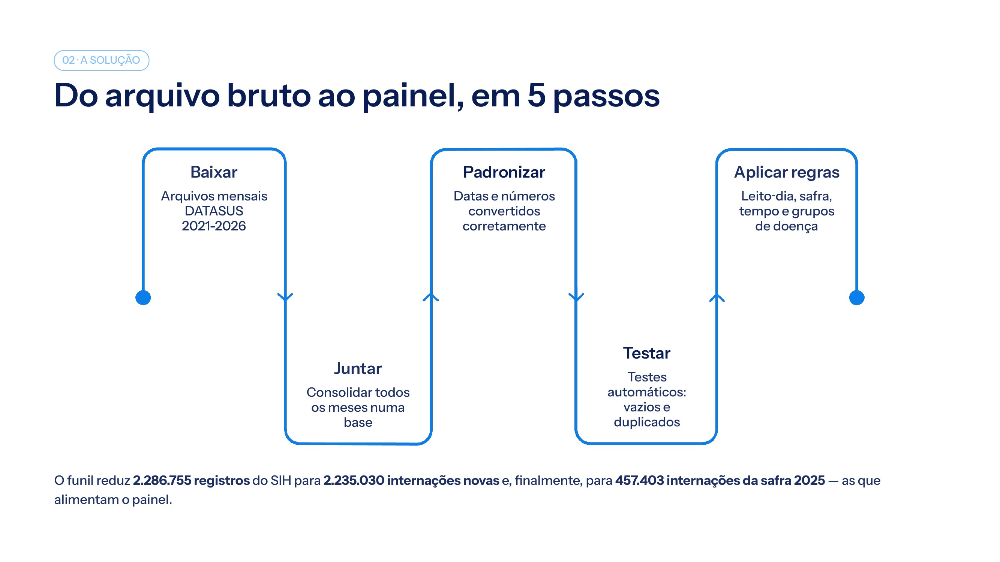 02 · A SOLUÇÃO
Do arquivo bruto ao painel, em 5 passos
Baixar
Arquivos mensais
DATASUS
2021-2026
Juntar
Consolidar todos
os meses numa
base
Padronizar
Datas e números
convertidos
corretamente
Testar
Testes
automáticos:
vazios e
duplicados
Aplicar regras
Leito-dia, safra,
tempo e grupos
de doença
O funil reduz 2.286.755 registros do SIH para 2.235.030 internações novas e, finalmente, para 457.403 internações da safra 2025 — as que
alimentam o painel.